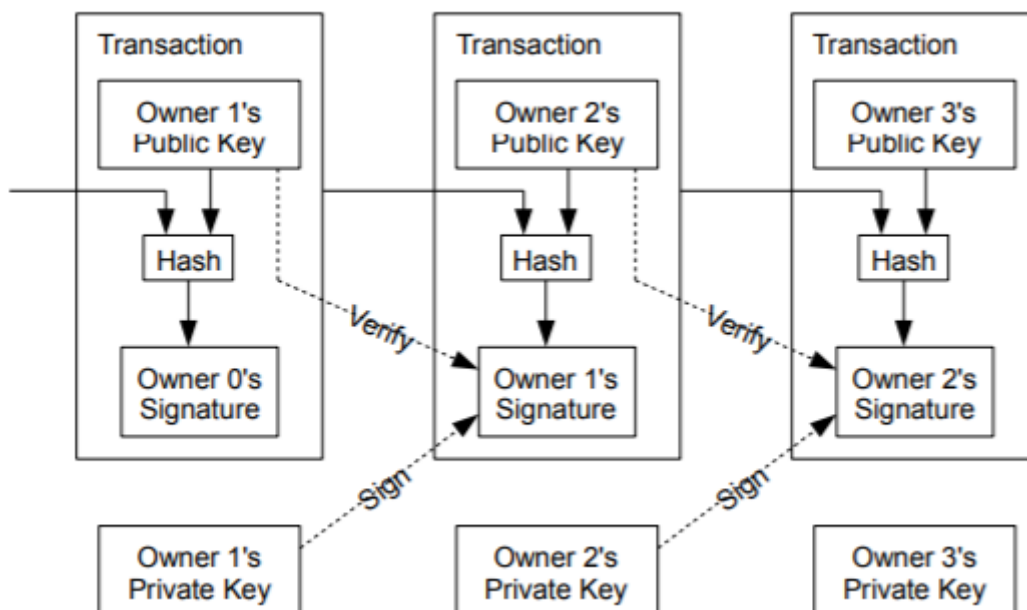 Transaction
Transaction
Transaction
Owner 1's
Public Key
Owner 2's
Public Key
Owner 3's
Public Key
Hash
Hash
Hash
Verify
Verify
Owner 0's
Signature
Owner 1's
Signature
Owner 2's
Signature
Sign
Sign
Owner 1's
Private Key
Owner 2's
Private Key
Owner 3's
Private Key